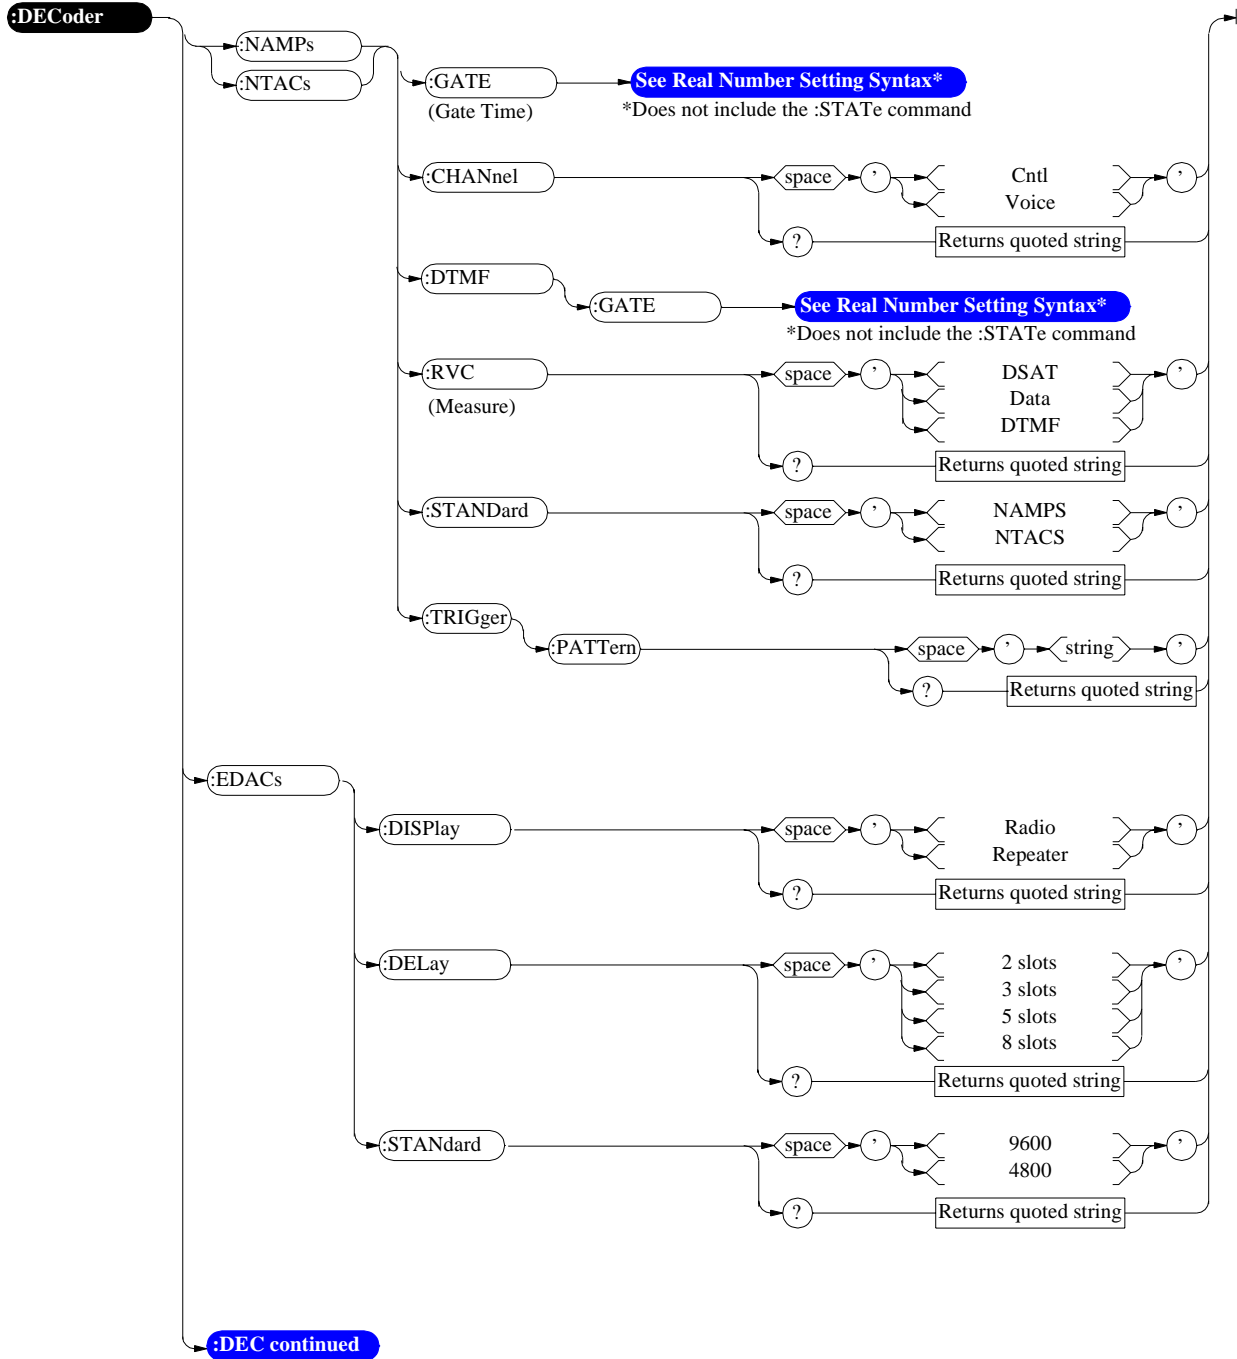 :DECoder
:NAMPs
:NTACs
:GATE
See Real Number Setting Syntax*
(Gate Time)
*Does not include the :STATe command
:CHANnel
space
’
Cntl
Voice
’
?
Returns quoted string
:DTMF
:GATE
See Real Number Setting Syntax*
*Does not include the :STATe command
:RVC
(Measure)
space
’
DSAT
Data
DTMF
’
?
Returns quoted string
:STANDard
space
’
NAMPS
NTACS
’
?
Returns quoted string
:TRIGger
:PATTern
space
’
string
’
?
Returns quoted string
:EDACs
:DISPlay
space
’
Radio
Repeater
’
?
Returns quoted string
:DELay
space
’
2 slots
3 slots
5 slots
8 slots
’
?
Returns quoted string
:STANdard
space
’
9600
4800
’
?
Returns quoted string
:DEC continued